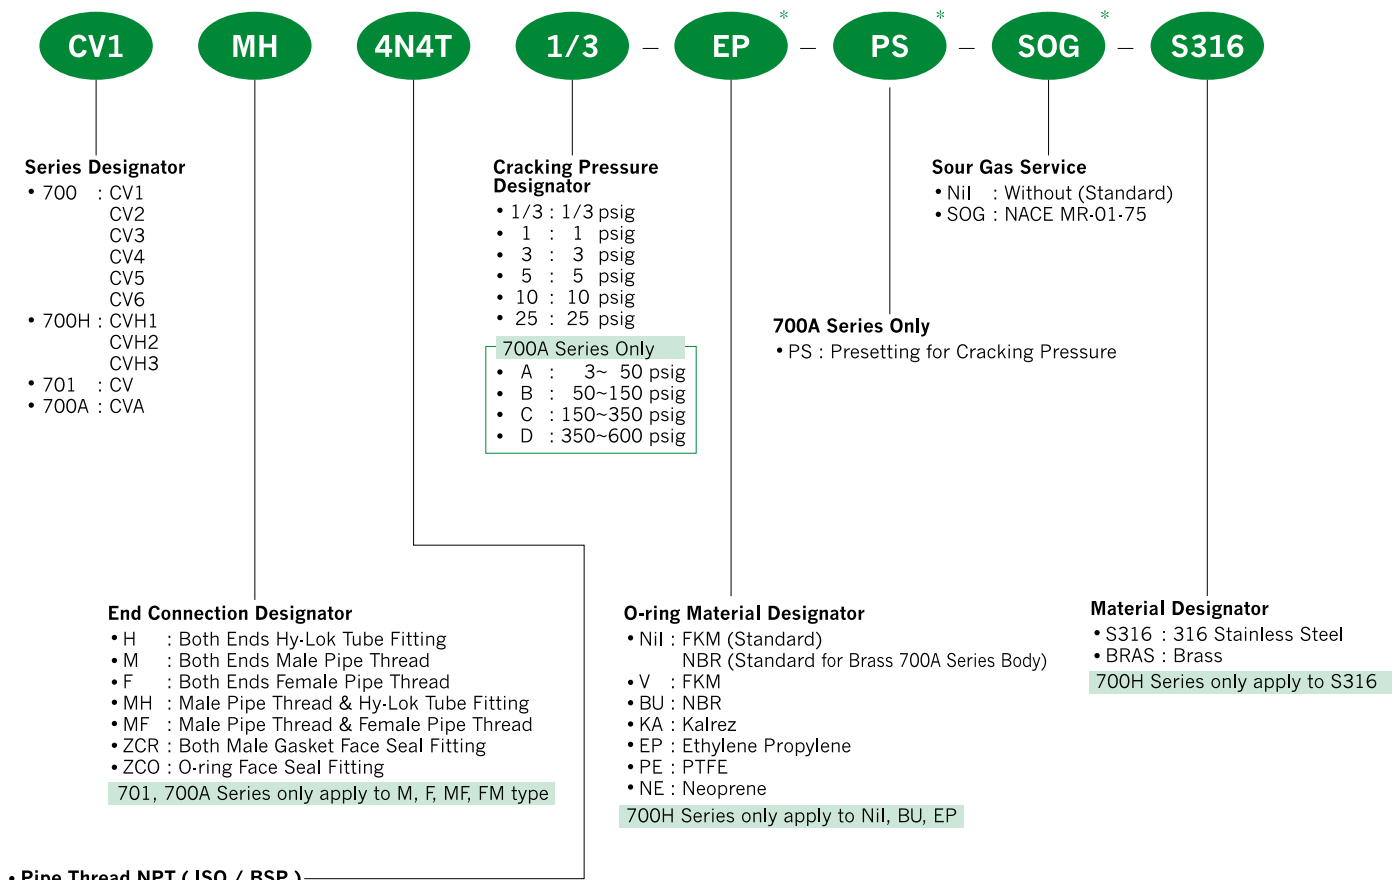 CV1 MH 4N4T 1/3 – EP* – PS* – SOG* – S316
Series Designator
• 700 : CV1
CV2
CV3
CV4
CV5
CV6
• 700H : CVH1
CVH2
CVH3
• 701 : CV
• 700A : CVA
Cracking Pressure
Designator
• 1/3 : 1/3 psig
• 1 : 1 psig
• 3 : 3 psig
• 5 : 5 psig
• 10 : 10 psig
• 25 : 25 psig
700A Series Only
• A : 3~ 50 psig
• B : 50~150 psig
• C : 150~350 psig
• D : 350~600 psig
700A Series Only
• PS : Presetting for Cracking Pressure
Sour Gas Service
• Nil : Without (Standard)
• SOG : NACE MR-01-75
End Connection Designator
• H : Both Ends Hy-Lok Tube Fitting
• M : Both Ends Male Pipe Thread
• F : Both Ends Female Pipe Thread
• MH : Male Pipe Thread & Hy-Lok Tube Fitting
• MF : Male Pipe Thread & Female Pipe Thread
• ZCR : Both Male Gasket Face Seal Fitting
• ZCO : O-ring Face Seal Fitting
701, 700A Series only apply to M, F, MF, FM type
O-ring Material Designator
• Nil : FKM (Standard)
NBR (Standard for Brass 700A Series Body)
• V : FKM
• BU : NBR
• KA : Kalrez
• EP : Ethylene Propylene
• PE : PTFE
• NE : Neoprene
700H Series only apply to Nil, BU, EP
Material Designator
• S316 : 316 Stainless Steel
• BRAS : Brass
700H Series only apply to S316
• Pipe Thread NPT ( ISO / BSP )